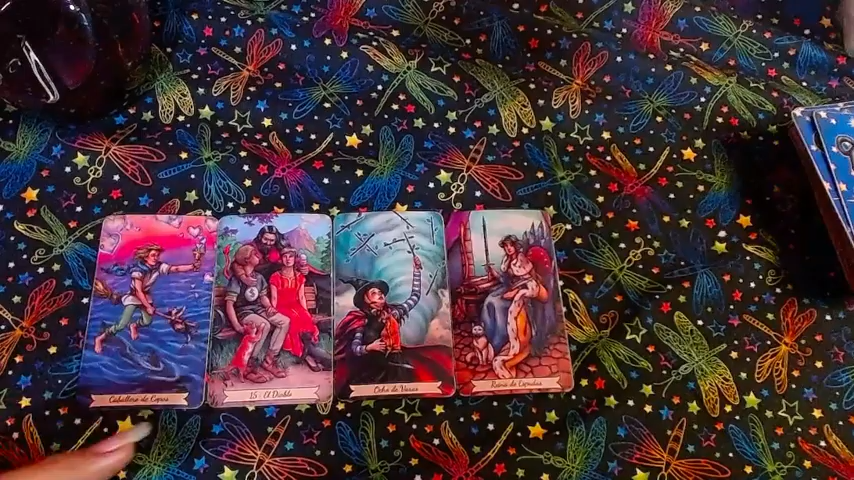 Caballero de Copas
15 - El Diablo
Ocho de Varas
Reina de Espadas